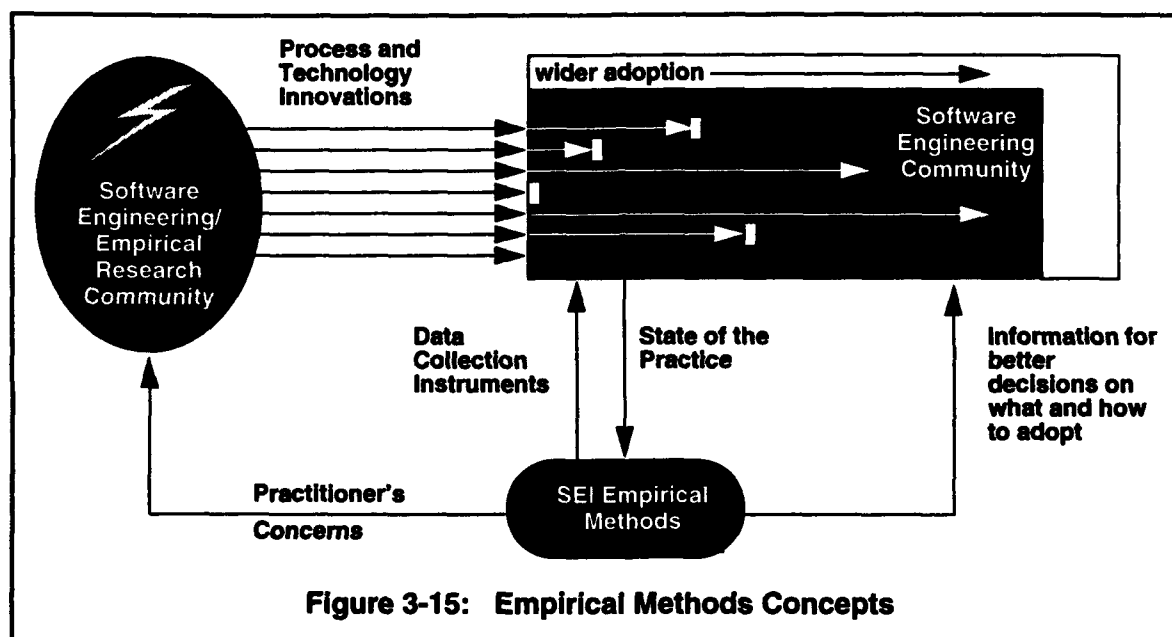 Process and
Technology
Innovations
wider adoption
Software
Engineering/
Empirical
Research
Community
Software
Engineering
Community
Data
Collection
Instruments
State of the
Practice
Information for
better
decisions on
what and how
to adopt
Practitioner's
Concerns
SEI Empirical
Methods
Figure 3-15: Empirical Methods Concepts